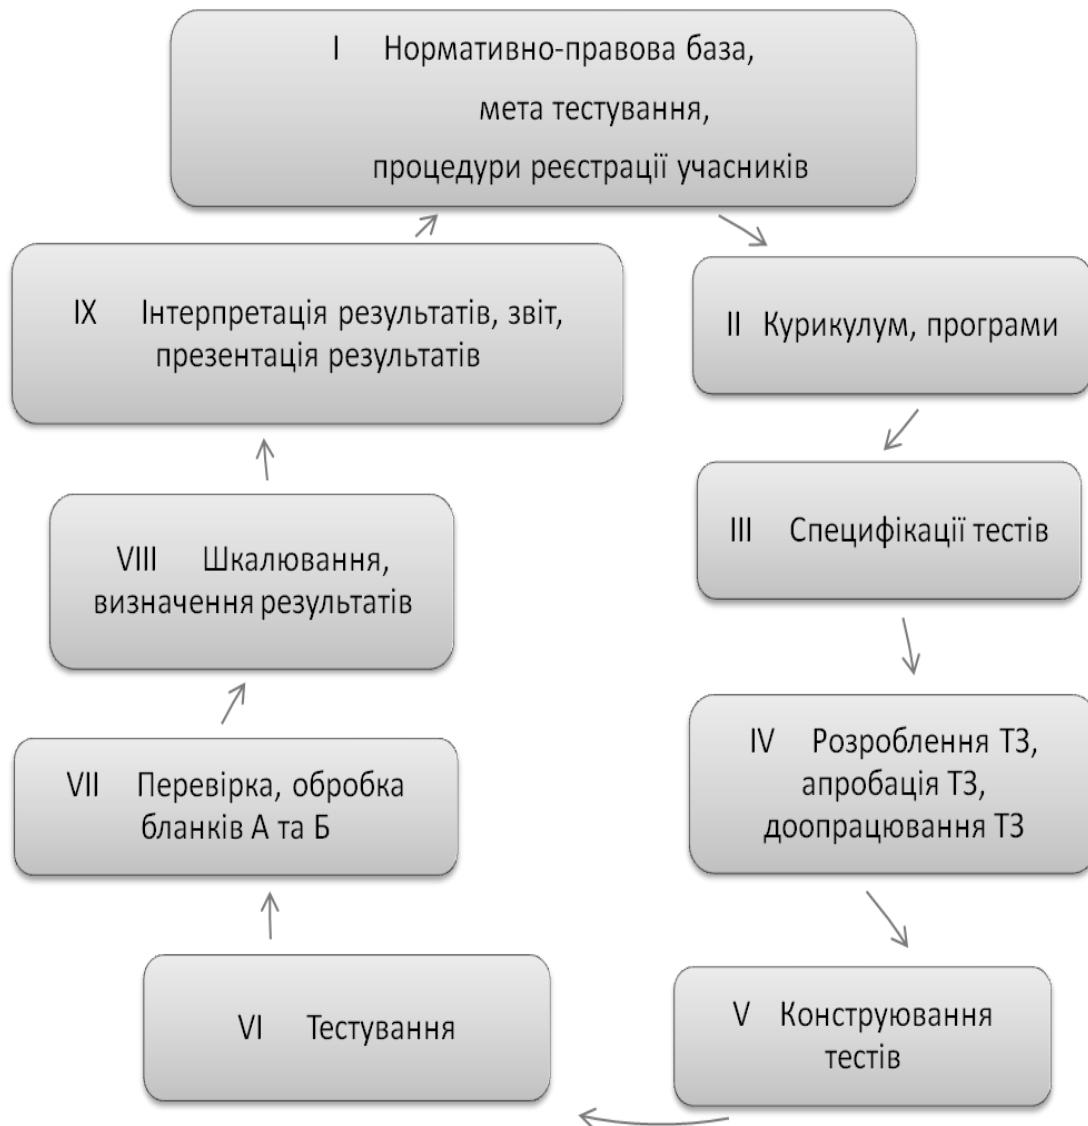 I Нормативно-правова база,
мета тестування,
процедури реєстрації учасників
II Курикулум, програми
III Специфікації тестів
IV Розроблення ТЗ,
апробація ТЗ,
доопрацювання ТЗ
V Конструювання
тестів
VI Тестування
VII Перевірка, обробка
бланків А та Б
VIII Шкалювання,
визначення результатів
IX Інтерпретація результатів, звіт,
презентація результатів